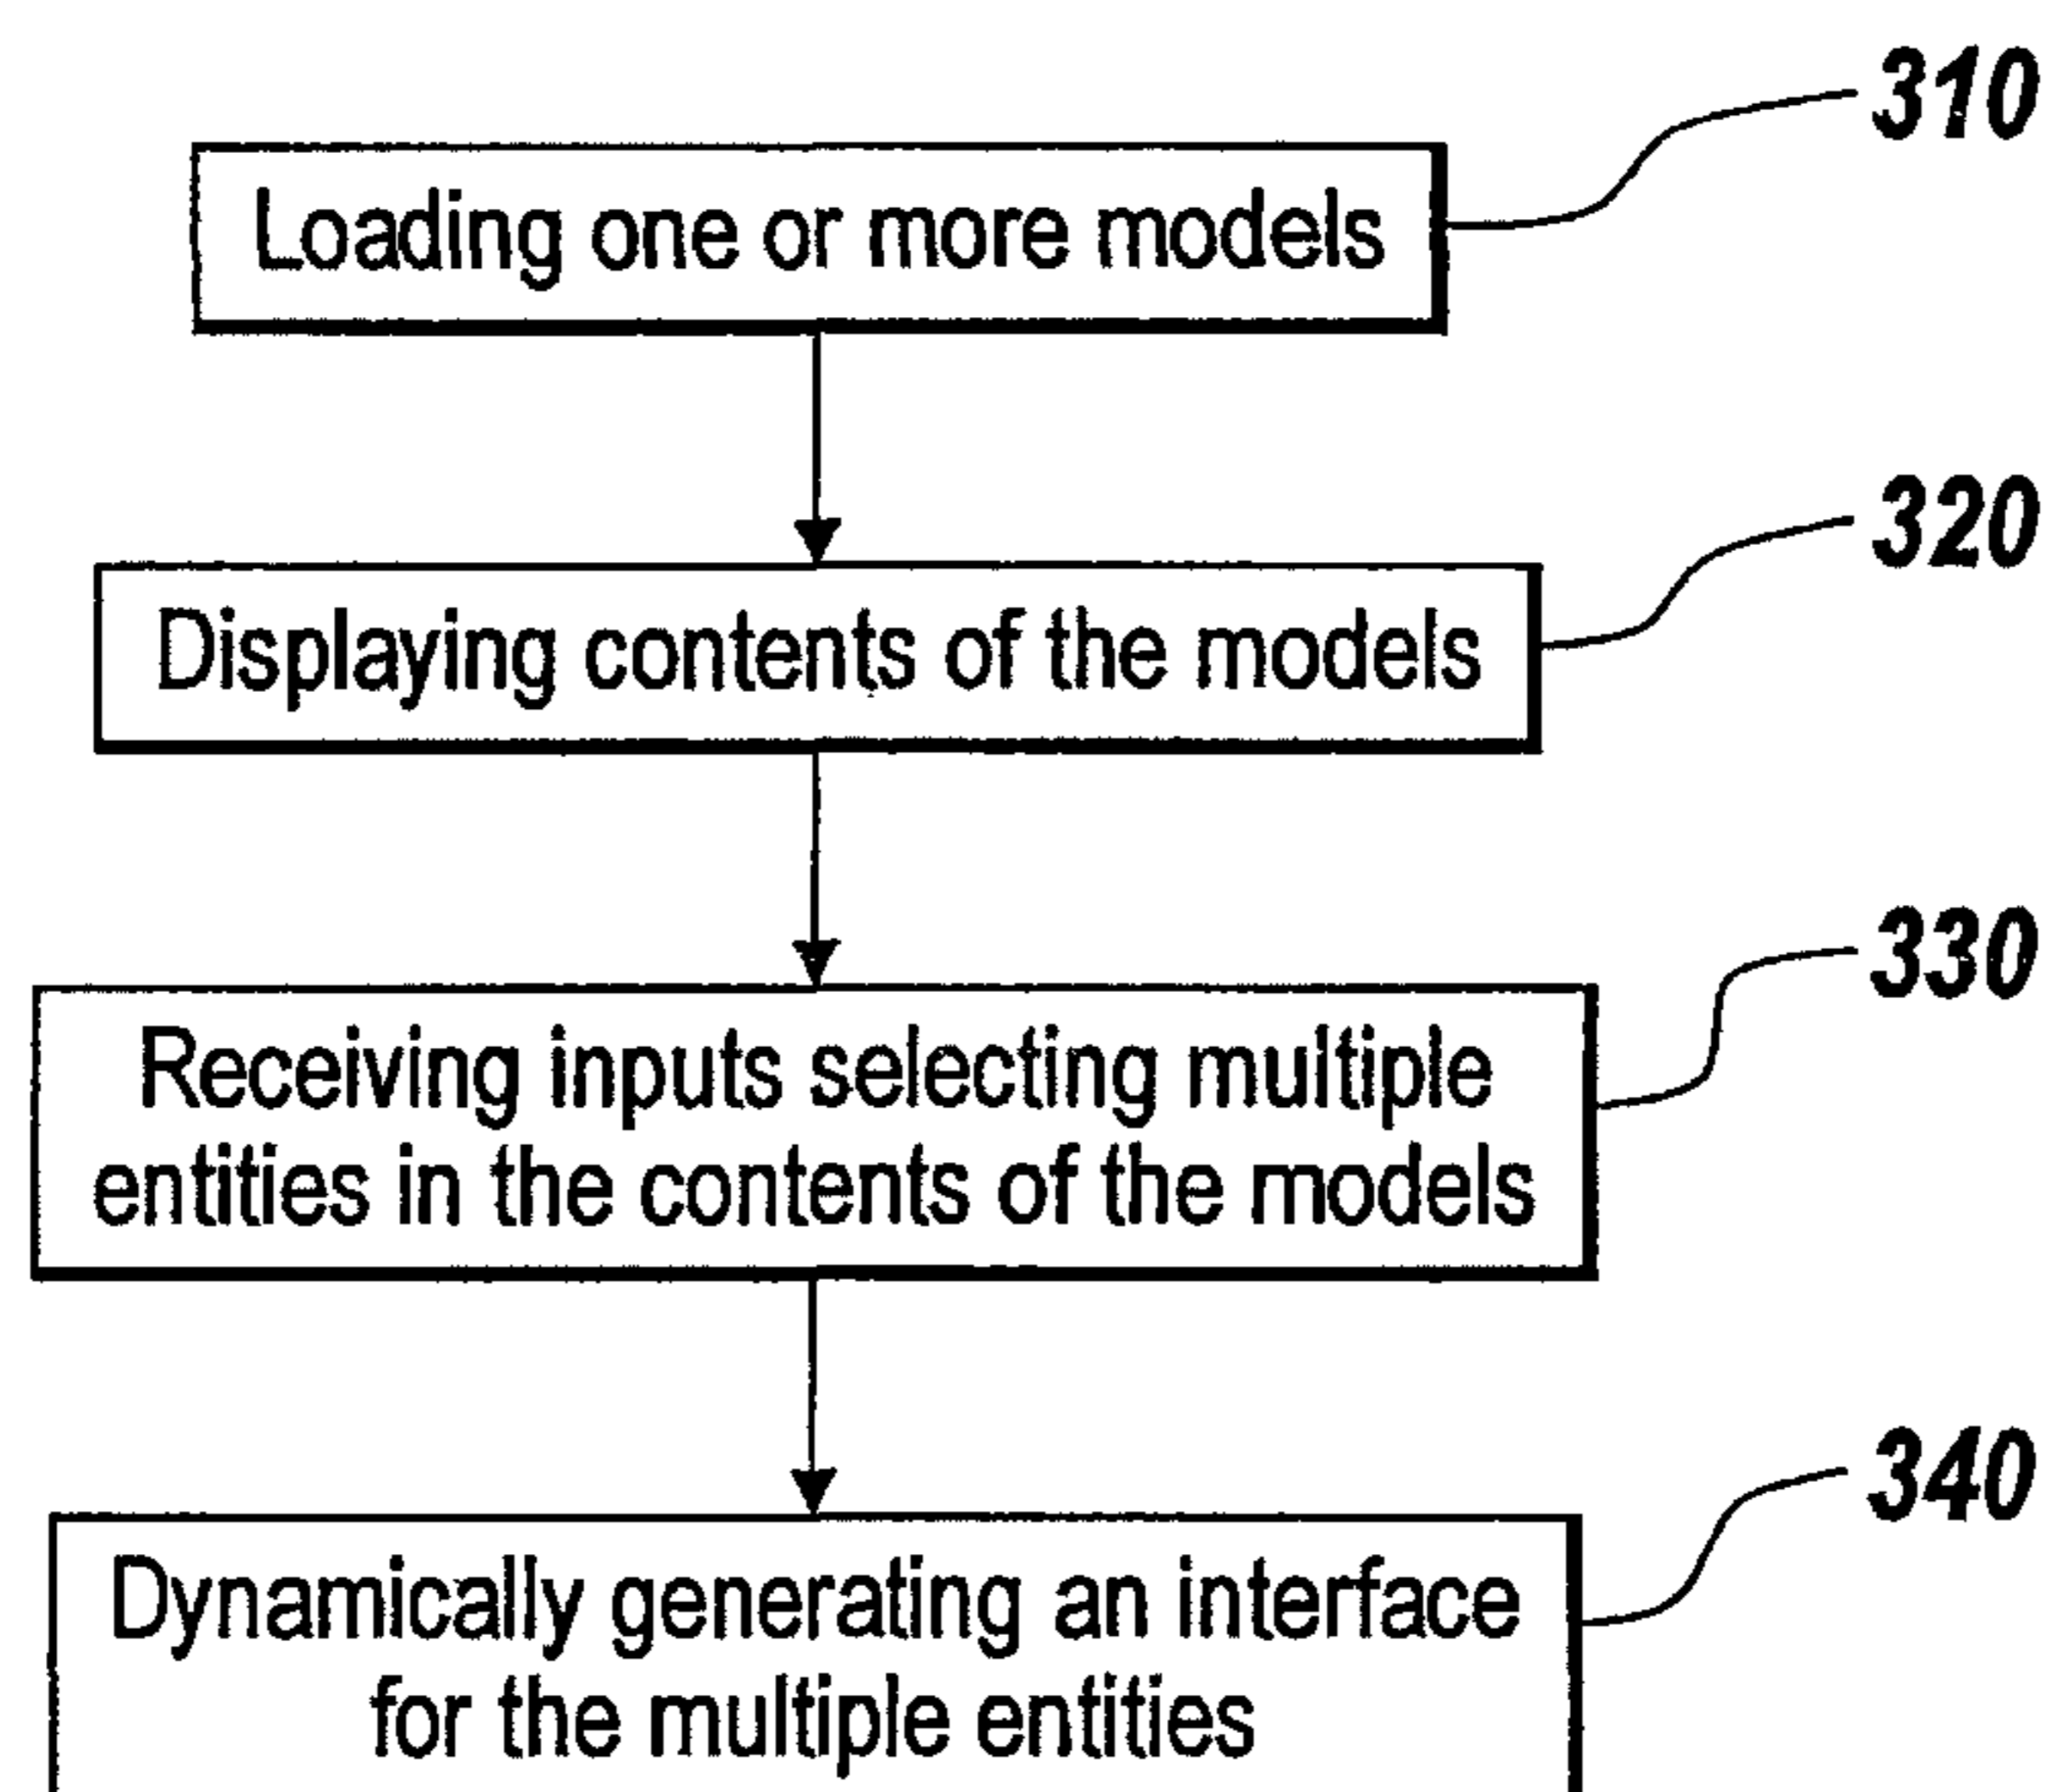 310
Loading one or more models
320
Displaying contents of the models
330
Receiving inputs selecting multiple
entities in the contents of the models
340
Dynamically generating an interface
for the multiple entities